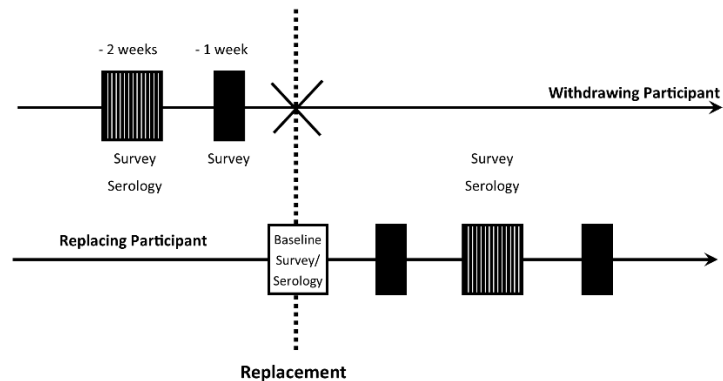 - 2 weeks
- 1 week
Withdrawing Participant
Survey
Serology
Survey
Survey
Serology
Replacing Participant
Baseline
Survey/
Serology
Replacement